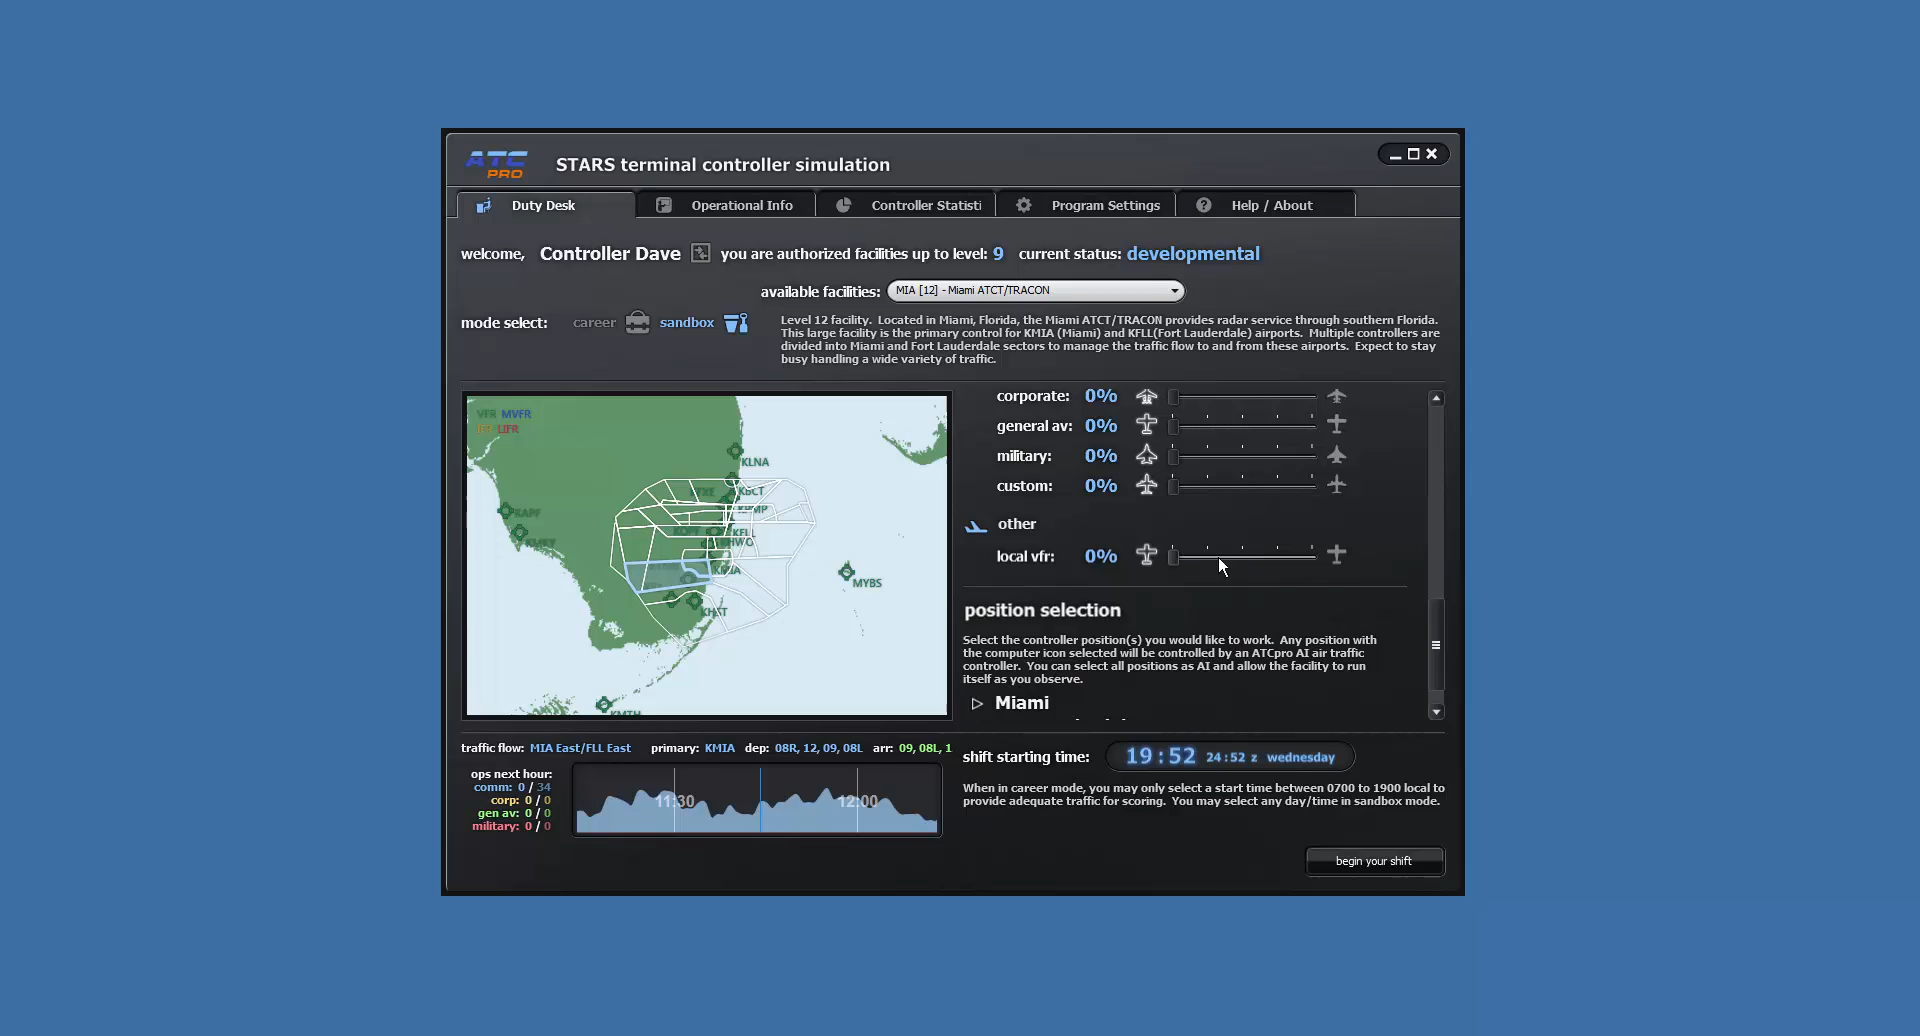 ATC
PRO
STARS terminal controller simulation
Duty Desk
Operational Info
Controller Statisti
Program Settings
Help / About
welcome, Controller Dave you are authorized facilities up to level: 9 current status: developmental
available facilities: MIA [12] - Miami ATCT/TRACON
mode select: career sandbox
Level 12 facility. Located in Miami, Florida, the Miami ATCT/TRACON provides radar service through southern Florida.
This large facility is the primary control for KMIA (Miami) and KFLL(Fort Lauderdale) airports. Multiple controllers are
divided into Miami and Fort Lauderdale sectors to manage the traffic flow to and from these airports. Expect to stay
busy handling a wide variety of traffic.
VFR MVFR
IFR LIFR
KLNA
KBCT
KPMP
KAPF
KFLL
KHWO
KMKY
KMIA
MYBS
KHST
KMTH
corporate: 0%
general av: 0%
military: 0%
custom: 0%
other
local vfr: 0%
position selection
Select the controller position(s) you would like to work. Any position with
the computer icon selected will be controlled by an ATCpro AI air traffic
controller. You can select all positions as AI and allow the facility to run
itself as you observe.
Miami
traffic flow: MIA East/FLL East primary: KMIA dep: 08R, 12, 09, 08L arr: 09, 08L, 1
ops next hour:
comm: 0 / 34
corp: 0 / 0
gen av: 0 / 0
military: 0 / 0
11:30
12:00
shift starting time: 19:52 24:52 z wednesday
When in career mode, you may only select a start time between 0700 to 1900 local to
provide adequate traffic for scoring. You may select any day/time in sandbox mode.
begin your shift